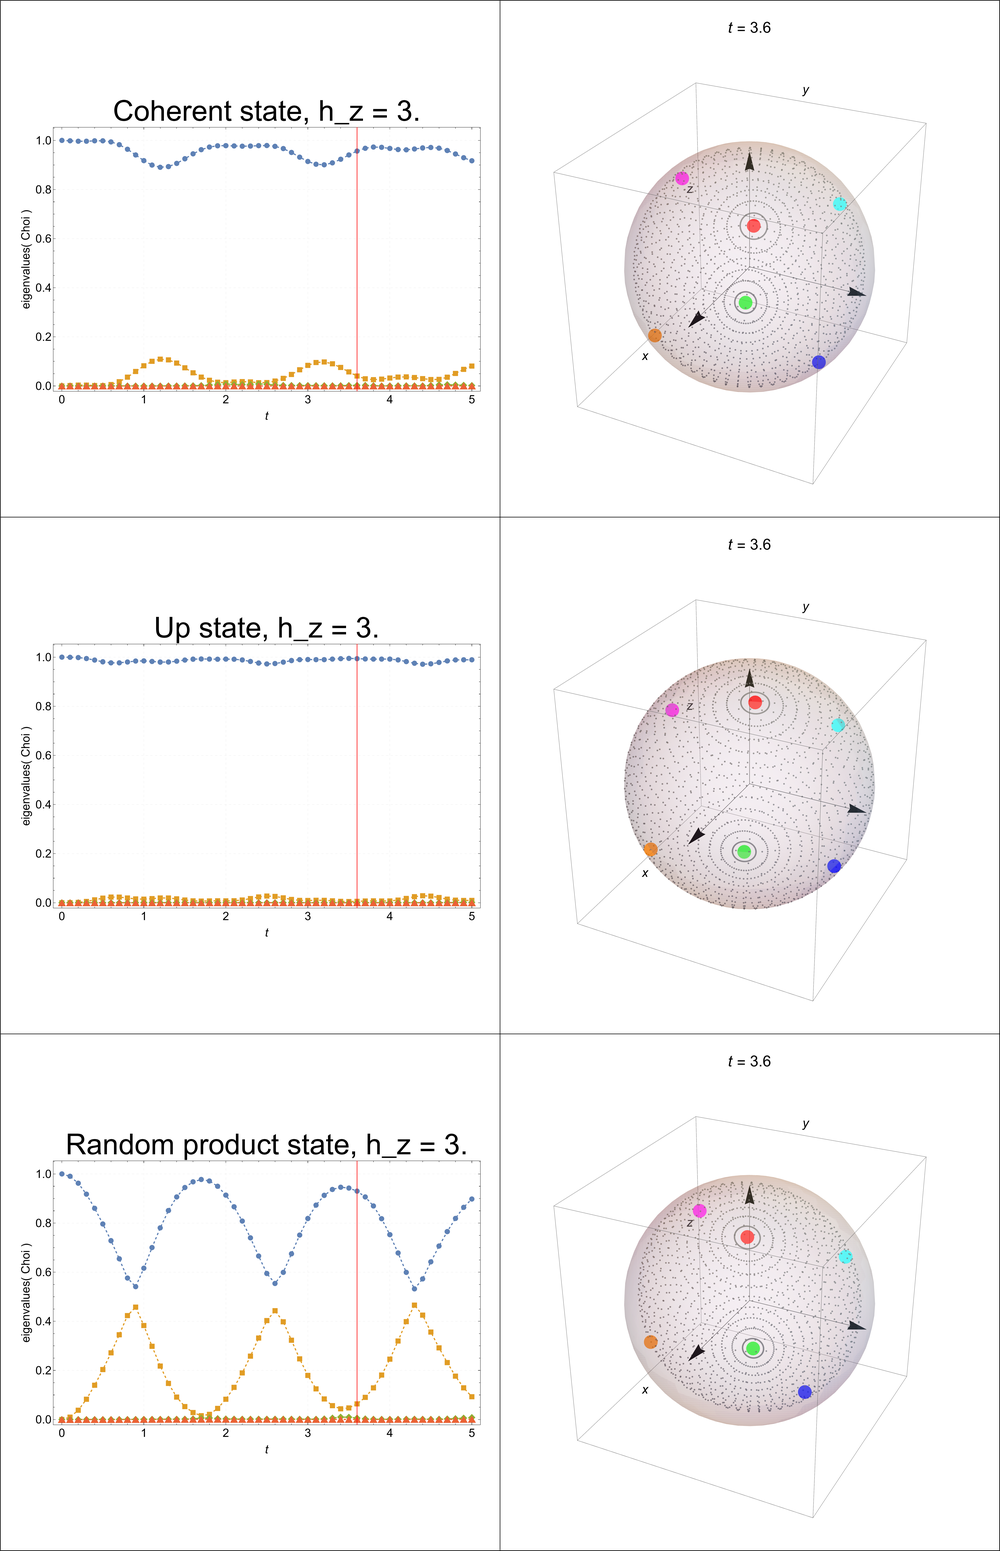 t = 3.6
Coherent state, h_z = 3.
1.0
0.8
0.6
0.4
0.2
0.0
eigenvalues( Choi )
0 1 2 3 4 5
t
y
z
x
t = 3.6
Up state, h_z = 3.
1.0
0.8
0.6
0.4
0.2
0.0
eigenvalues( Choi )
0 1 2 3 4 5
t
y
z
x
t = 3.6
Random product state, h_z = 3.
1.0
0.8
0.6
0.4
0.2
0.0
eigenvalues( Choi )
0 1 2 3 4 5
t
y
z
x